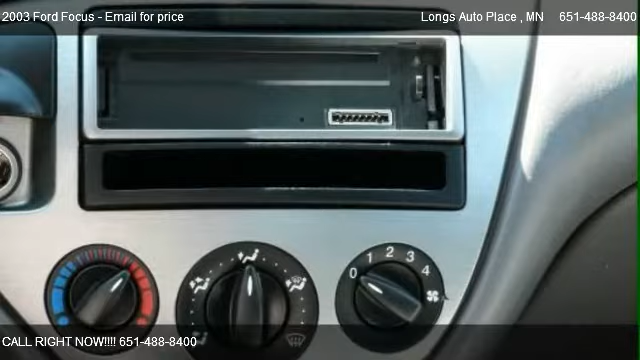 2003 Ford Focus - Email for price
Longs Auto Place , MN 651-488-8400
0 1 2 3 4
CALL RIGHT NOW!!!! 651-488-8400